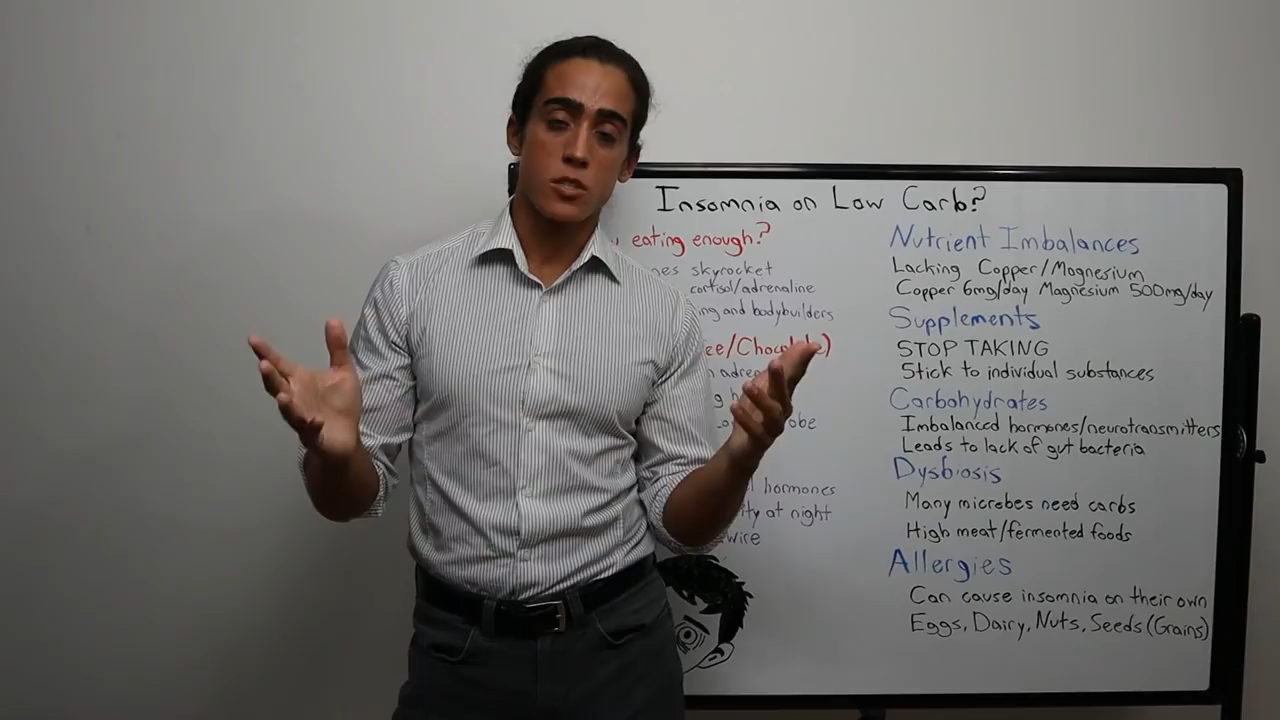 Insomnia on Low Carb?
eating enough?
skyrocket
cortisol/adrenaline
and bodybuilders
hormones
at night
Nutrient Imbalances
Lacking Copper/Magnesium
Copper 6mg/day Magnesium 500mg/day
Supplements
STOP TAKING
Stick to individual substances
Carbohydrates
Imbalanced hormones/neurotransmitters
Leads to lack of gut bacteria
Dysbiosis
Many microbes need carbs
High meat/fermented foods
Allergies
Can cause insomnia on their own
Eggs, Dairy, Nuts, Seeds (Grains)